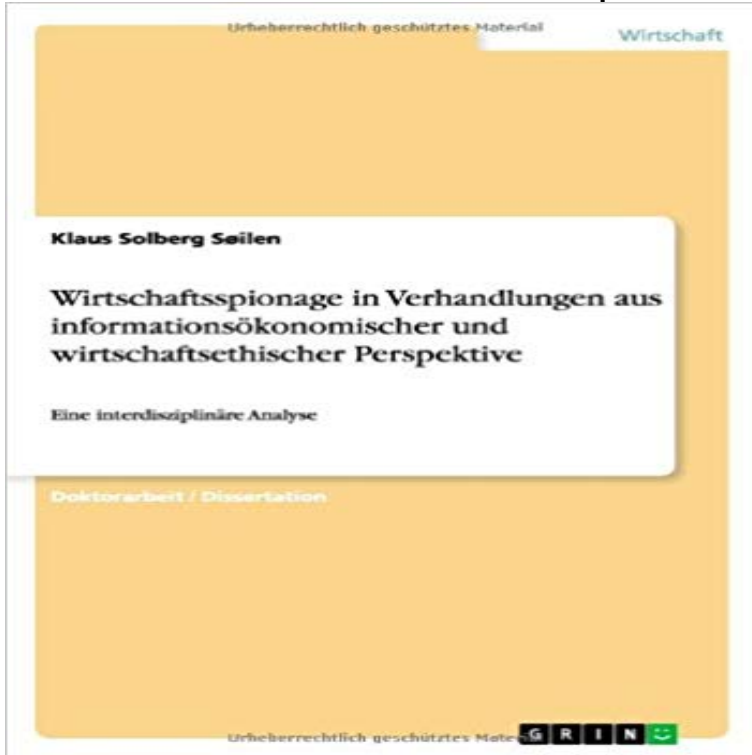 Urheberrechtlich geschütztes Material
Wirtschaft
Klaus Solberg Søilen
Wirtschaftsspionage in Verhandlungen aus
informationsökonomischer und
wirtschaftsethischer Perspektive
Eine interdisziplinäre Analyse
Doktorarbeit / Dissertation
Urheberrechtlich geschütztes Mate
GRIN